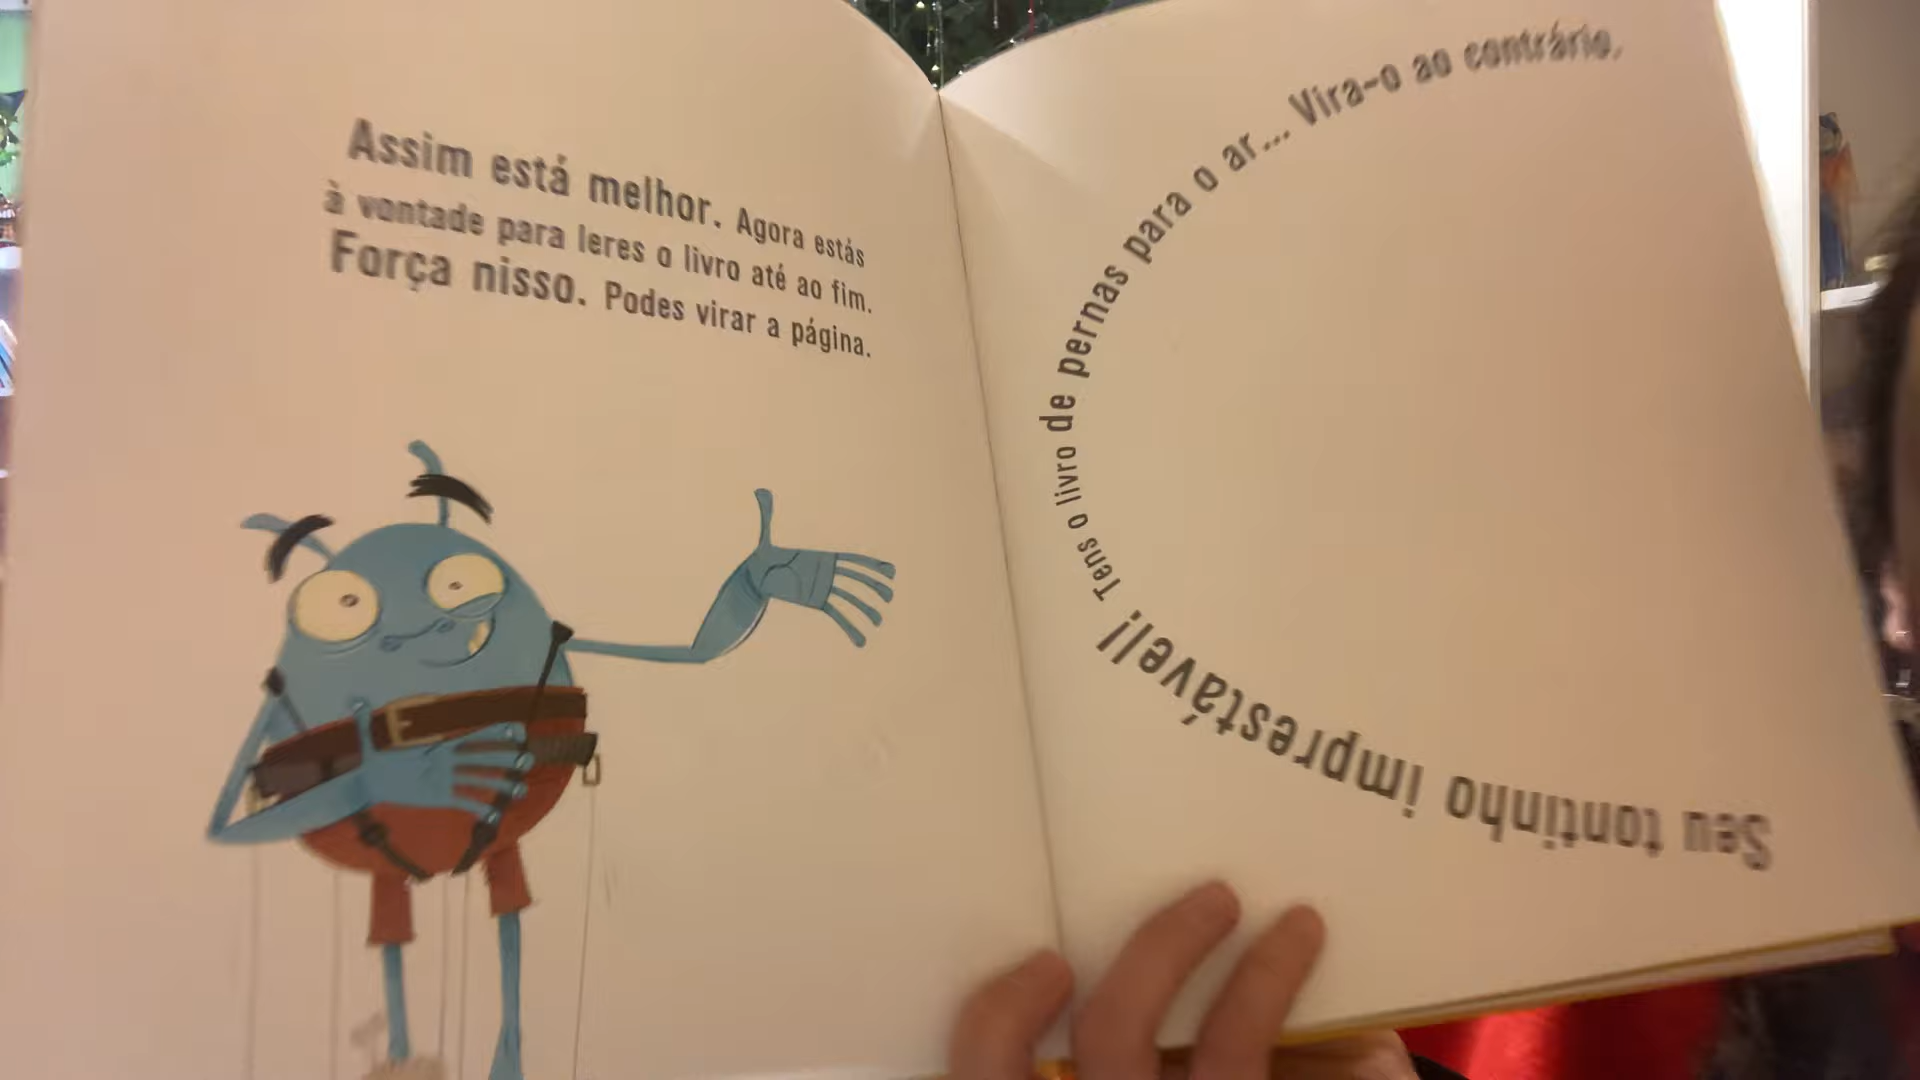 Assim está melhor. Agora estás
à vontade para leres o livro até ao fim.
Força nisso. Podes virar a página.
Seu tontinho imprestável! Tens o livro de pernas para o ar... Vira-o ao contrário.